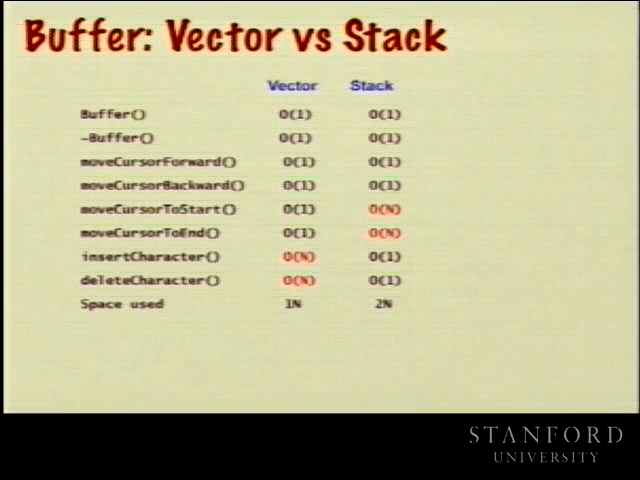 Buffer: Vector vs Stack
Vector Stack
Buffer() O(1) O(1)
~Buffer() O(1) O(1)
moveCursorForward() O(1) O(1)
moveCursorBackward() O(1) O(1)
moveCursorToStart() O(1) O(N)
moveCursorToEnd() O(1) O(N)
insertCharacter() O(N) O(1)
deleteCharacter() O(N) O(1)
Space used 1N 2N
STANFORD
UNIVERSITY